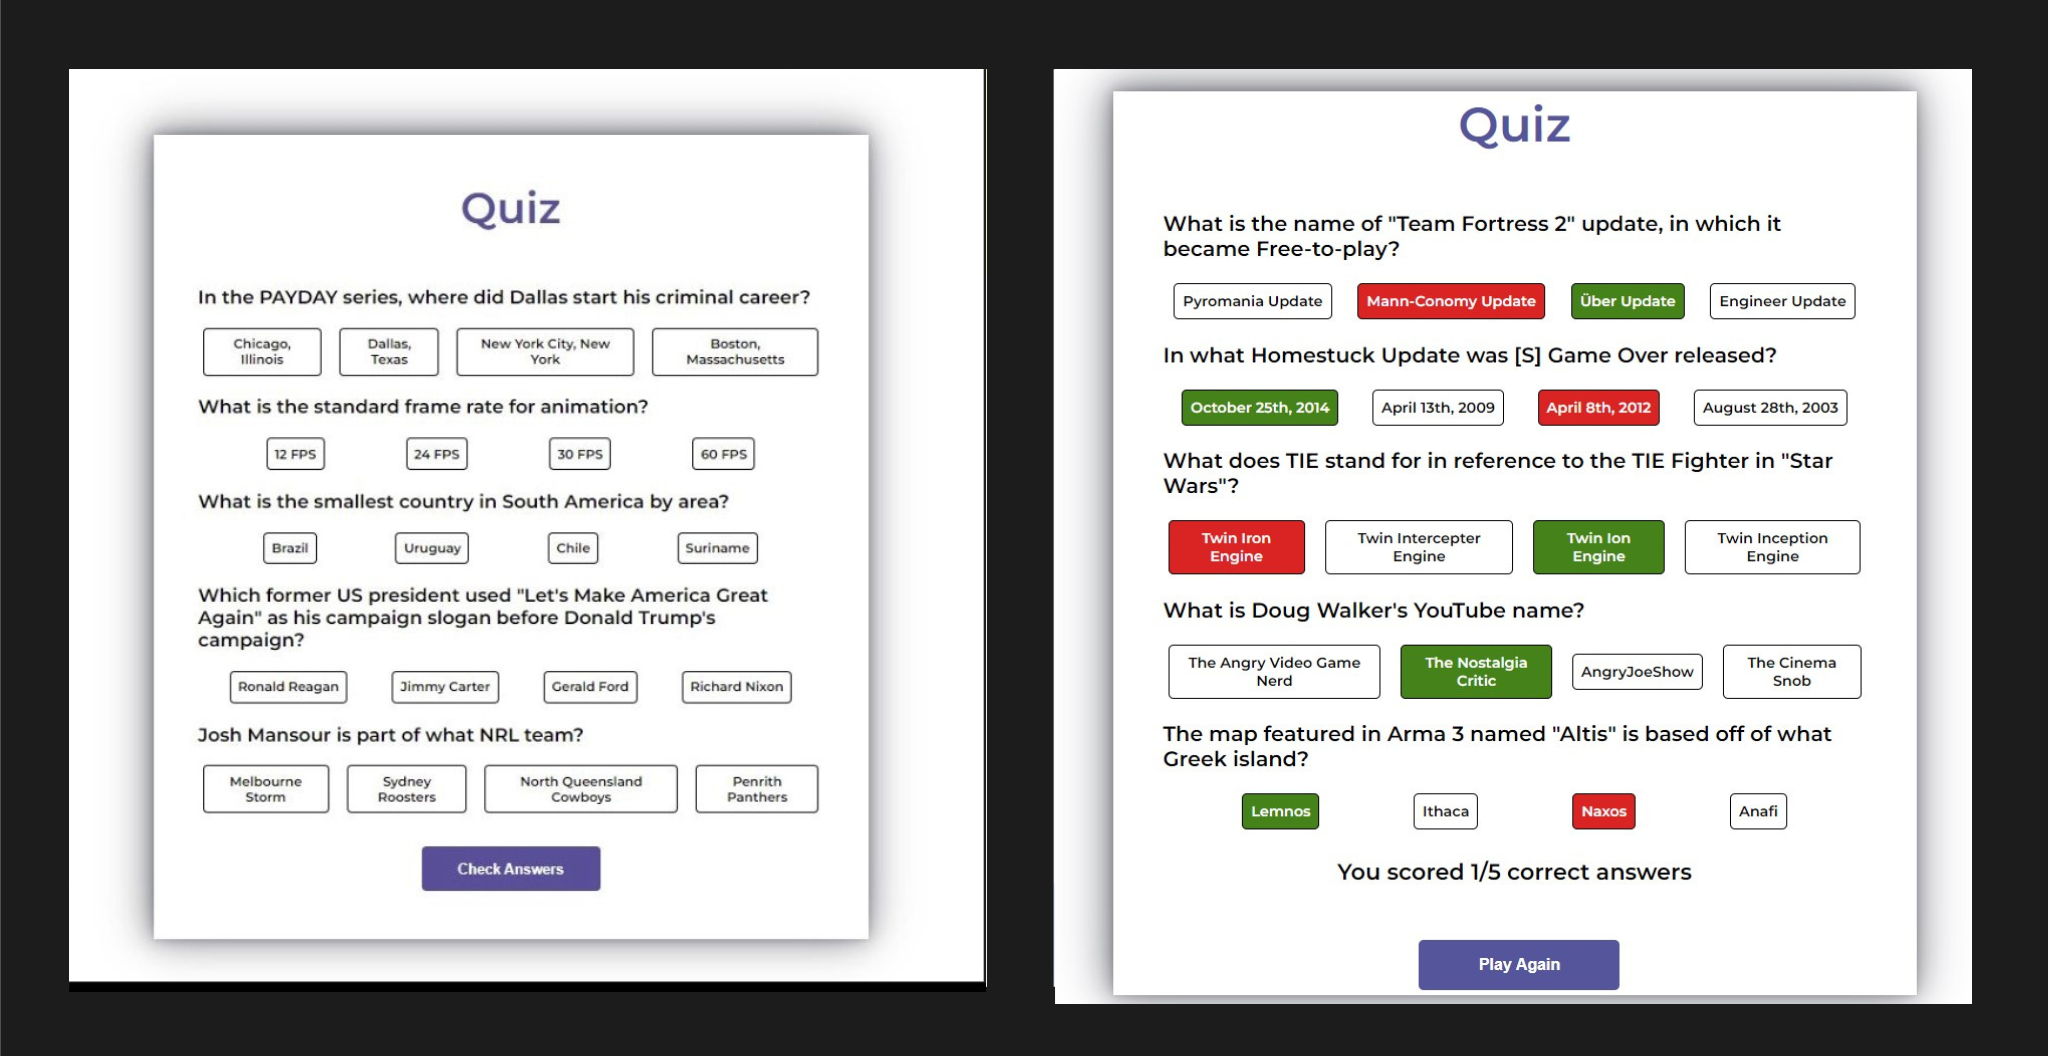 Quiz
In the PAYDAY series, where did Dallas start his criminal career?
Chicago,
Illinois
Dallas,
Texas
New York City, New
York
Boston,
Massachusetts
What is the standard frame rate for animation?
12 FPS
24 FPS
30 FPS
60 FPS
What is the smallest country in South America by area?
Brazil
Uruguay
Chile
Suriname
Which former US president used "Let's Make America Great
Again" as his campaign slogan before Donald Trump's
campaign?
Ronald Reagan
Jimmy Carter
Gerald Ford
Richard Nixon
Josh Mansour is part of what NRL team?
Melbourne
Storm
Sydney
Roosters
North Queensland
Cowboys
Penrith
Panthers
Check Answers
Quiz
What is the name of "Team Fortress 2" update, in which it
became Free-to-play?
Pyromania Update
Mann-Conomy Update
Über Update
Engineer Update
In what Homestuck Update was [S] Game Over released?
October 25th, 2014
April 13th, 2009
April 8th, 2012
August 28th, 2003
What does TIE stand for in reference to the TIE Fighter in "Star
Wars"?
Twin Iron
Engine
Twin Intercepter
Engine
Twin Ion
Engine
Twin Inception
Engine
What is Doug Walker's YouTube name?
The Angry Video Game
Nerd
The Nostalgia
Critic
AngryJoeShow
The Cinema
Snob
The map featured in Arma 3 named "Altis" is based off of what
Greek island?
Lemnos
Ithaca
Naxos
Anafi
You scored 1/5 correct answers
Play Again